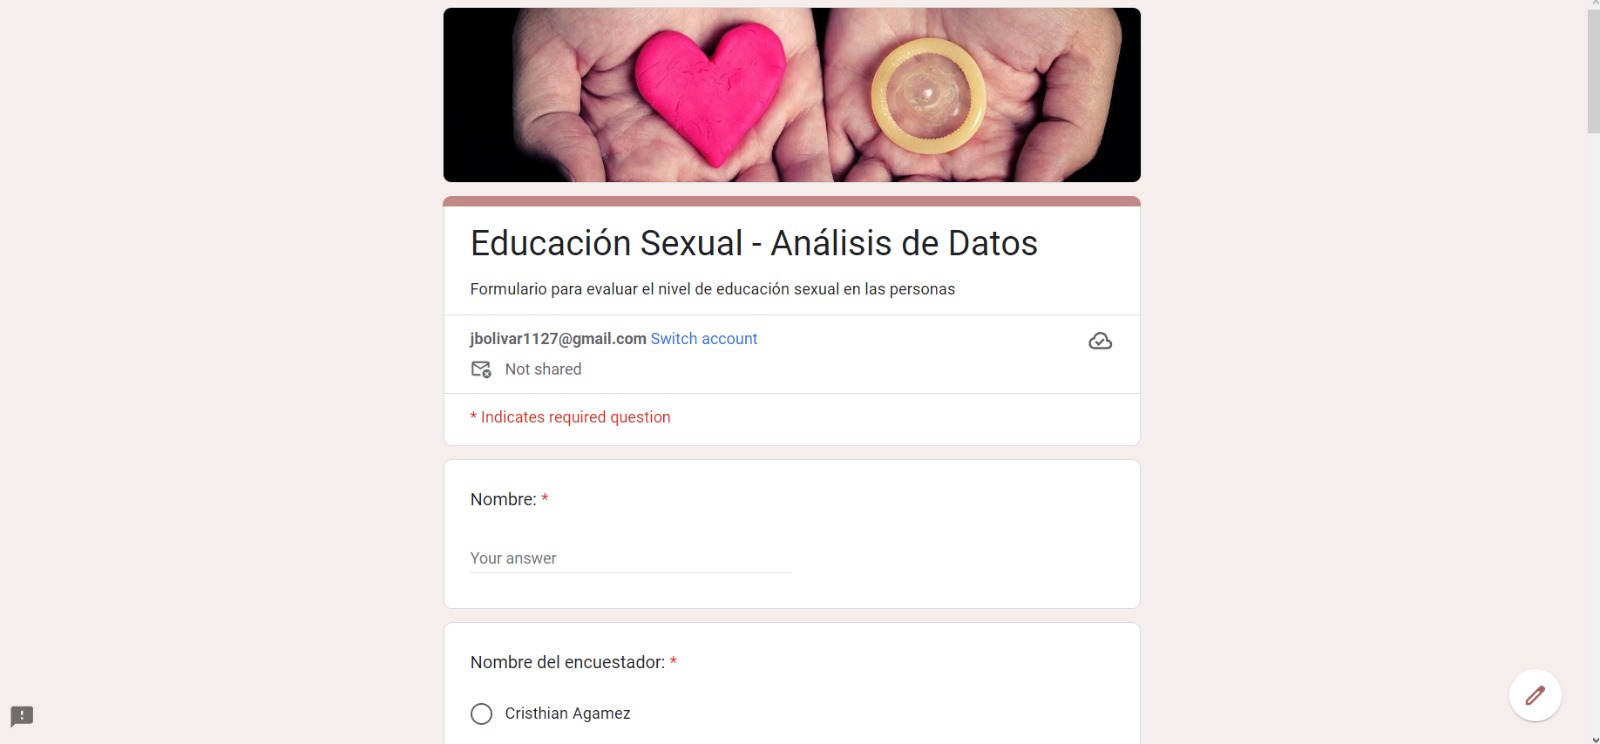 Educación Sexual - Análisis de Datos
Formulario para evaluar el nivel de educación sexual en las personas
jbolivar1127@gmail.com Switch account
Not shared
* Indicates required question
Nombre: *
Your answer
Nombre del encuestador: *
Cristhian Agamez